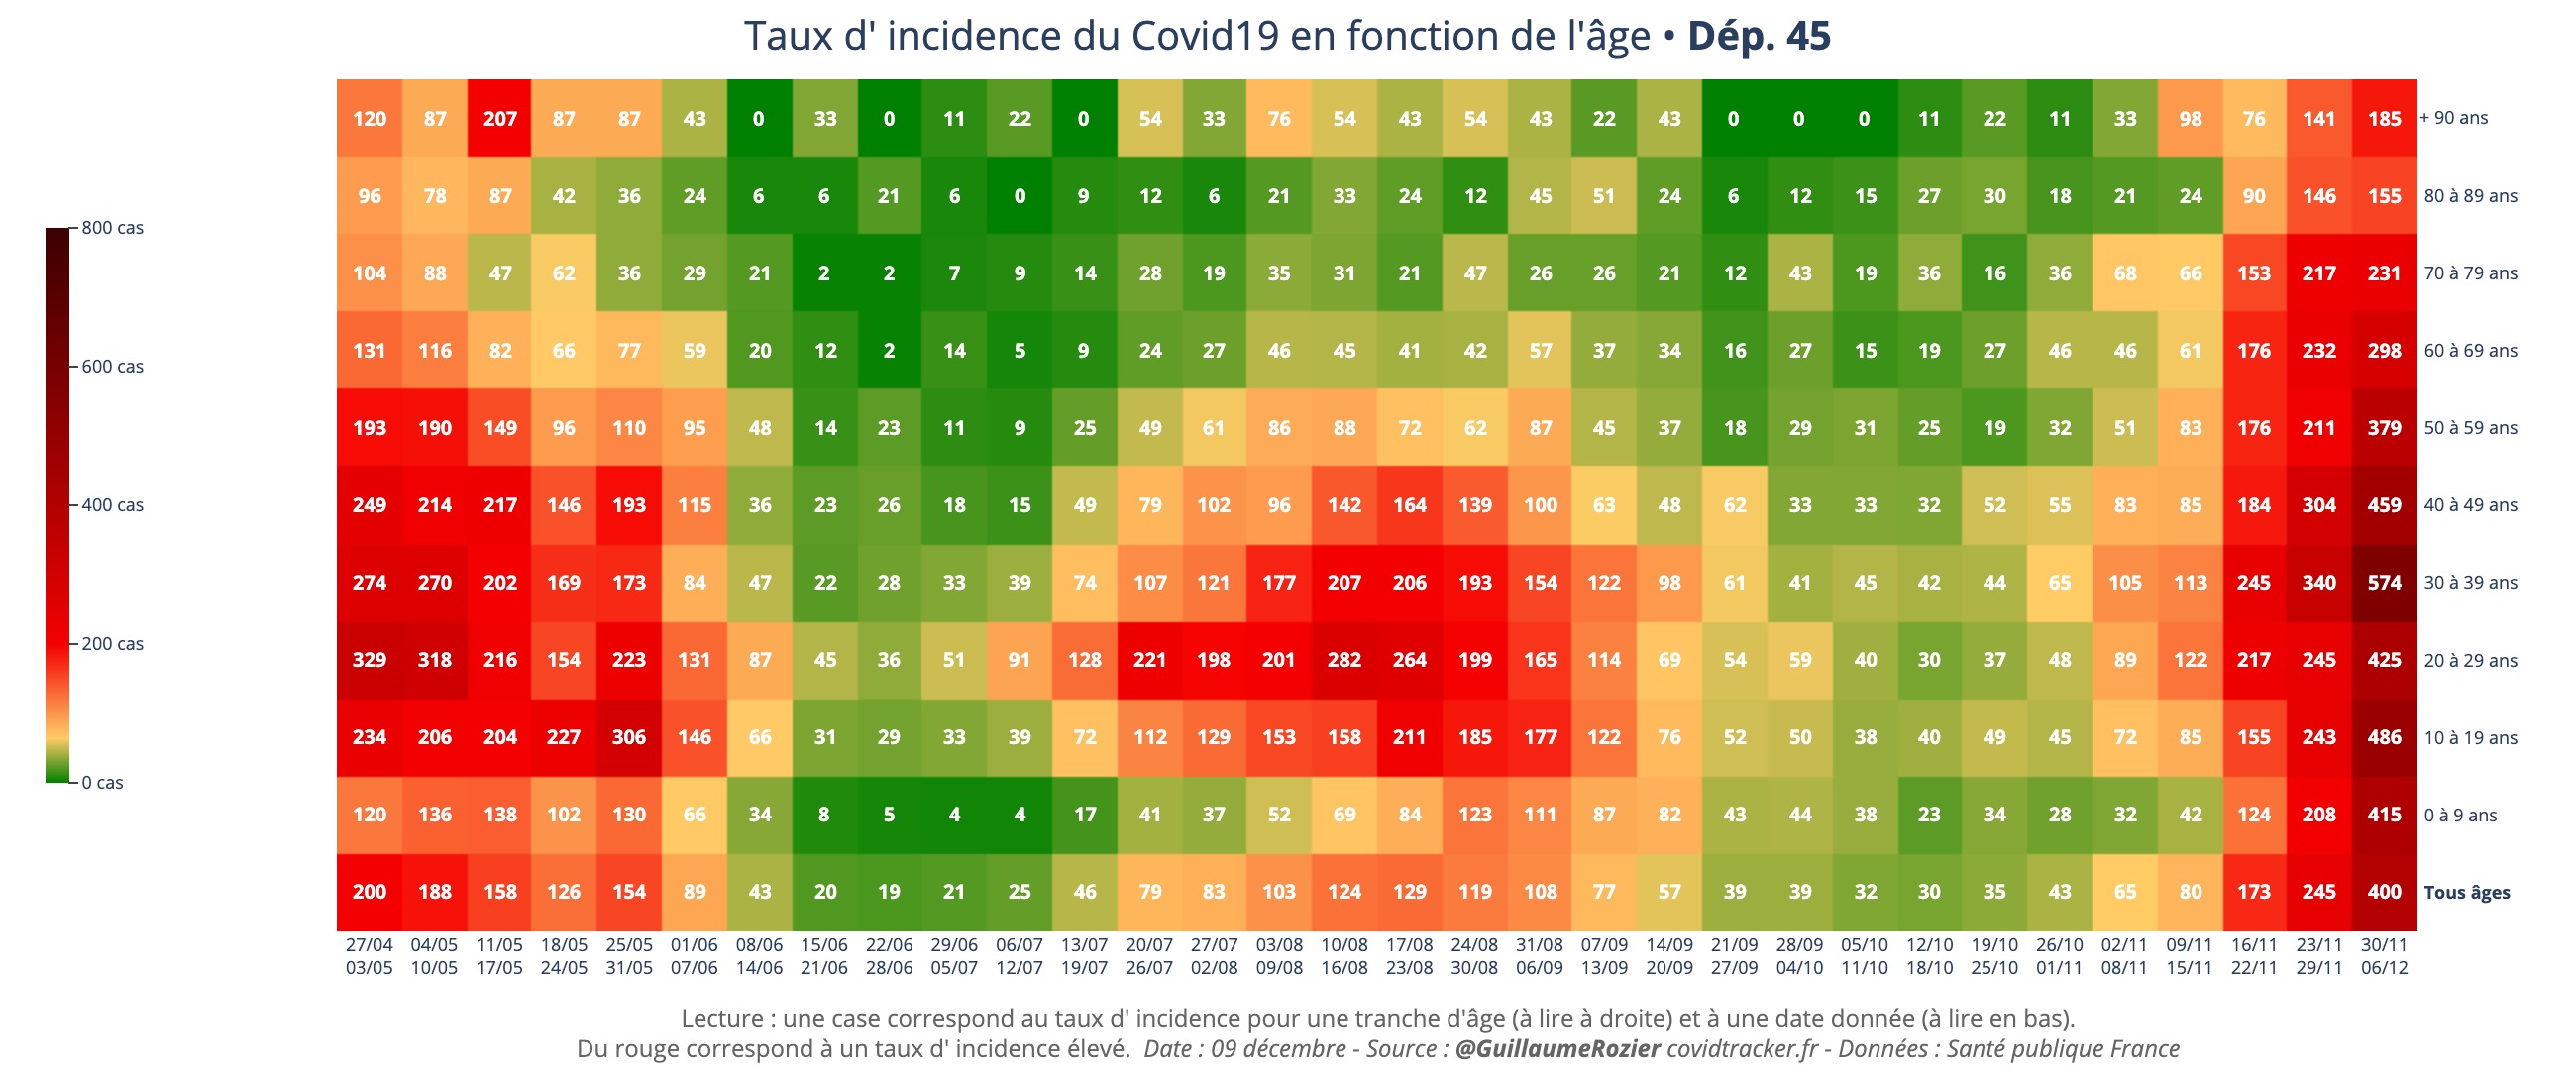 Taux d' incidence du Covid19 en fonction de l'âge • Dép. 45
120 87 207 87 87 43 0 33 0 11 22 0 54 33 76 54 43 54 43 22 43 0 0 0 11 22 11 33 98 76 141 185 + 90 ans
96 78 87 42 36 24 6 6 21 6 0 9 12 6 21 33 24 12 45 51 24 6 12 15 27 30 18 21 24 90 146 155 80 à 89 ans
104 88 47 62 36 29 21 2 2 7 9 14 28 19 35 31 21 47 26 26 21 12 43 19 36 16 36 68 66 153 217 231 70 à 79 ans
131 116 82 66 77 59 20 12 2 14 5 9 24 27 46 45 41 42 57 37 34 16 27 15 19 27 46 46 61 176 232 298 60 à 69 ans
193 190 149 96 110 95 48 14 23 11 9 25 49 61 86 88 72 62 87 45 37 18 29 31 25 19 32 51 83 176 211 379 50 à 59 ans
249 214 217 146 193 115 36 23 26 18 15 49 79 102 96 142 164 139 100 63 48 62 33 33 32 52 55 83 85 184 304 459 40 à 49 ans
274 270 202 169 173 84 47 22 28 33 39 74 107 121 177 207 206 193 154 122 98 61 41 45 42 44 65 105 113 245 340 574 30 à 39 ans
329 318 216 154 223 131 87 45 36 51 91 128 221 198 201 282 264 199 165 114 69 54 59 40 30 37 48 89 122 217 245 425 20 à 29 ans
234 206 204 227 306 146 66 31 29 33 39 72 112 129 153 158 211 185 177 122 76 52 50 38 40 49 45 72 85 155 243 486 10 à 19 ans
120 136 138 102 130 66 34 8 5 4 4 17 41 37 52 69 84 123 111 87 82 43 44 38 23 34 28 32 42 124 208 415 0 à 9 ans
200 188 158 126 154 89 43 20 19 21 25 46 79 83 103 124 129 119 108 77 57 39 39 32 30 35 43 65 80 173 245 400 Tous âges
27/04 04/05 11/05 18/05 25/05 01/06 08/06 15/06 22/06 29/06 06/07 13/07 20/07 27/07 03/08 10/08 17/08 24/08 31/08 07/09 14/09 21/09 28/09 05/10 12/10 19/10 26/10 02/11 09/11 16/11 23/11 30/11
03/05 10/05 17/05 24/05 31/05 07/06 14/06 21/06 28/06 05/07 12/07 19/07 26/07 02/08 09/08 16/08 23/08 30/08 06/09 13/09 20/09 27/09 04/10 11/10 18/10 25/10 01/11 08/11 15/11 22/11 29/11 06/12
800 cas
600 cas
400 cas
200 cas
0 cas
Lecture : une case correspond au taux d' incidence pour une tranche d'âge (à lire à droite) et à une date donnée (à lire en bas).
Du rouge correspond à un taux d' incidence élevé. Date : 09 décembre - Source : @GuillaumeRozier covidtracker.fr - Données : Santé publique France